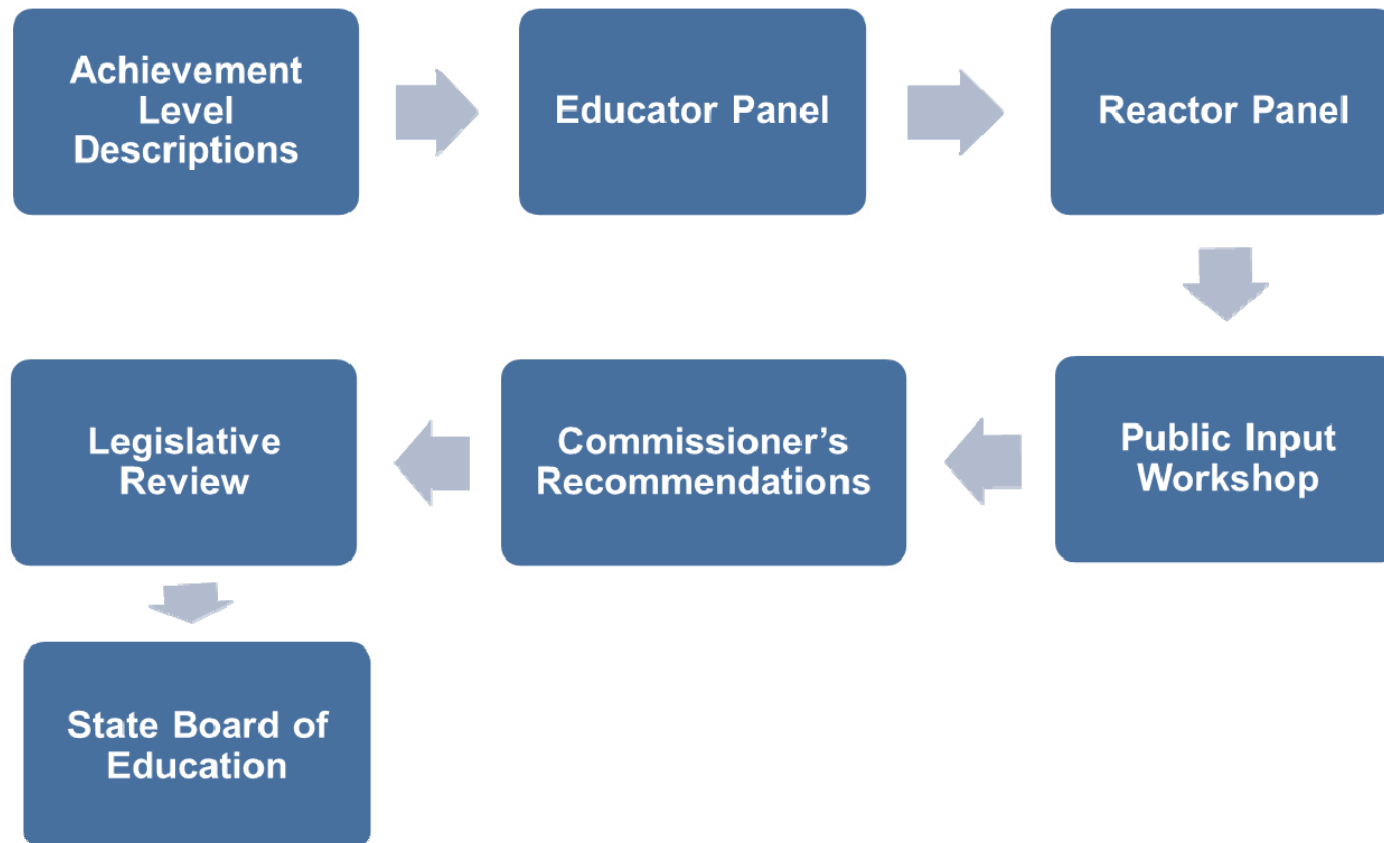 Achievement
Level
Descriptions
Educator Panel
Reactor Panel
Public Input
Workshop
Commissioner’s
Recommendations
Legislative
Review
State Board of
Education